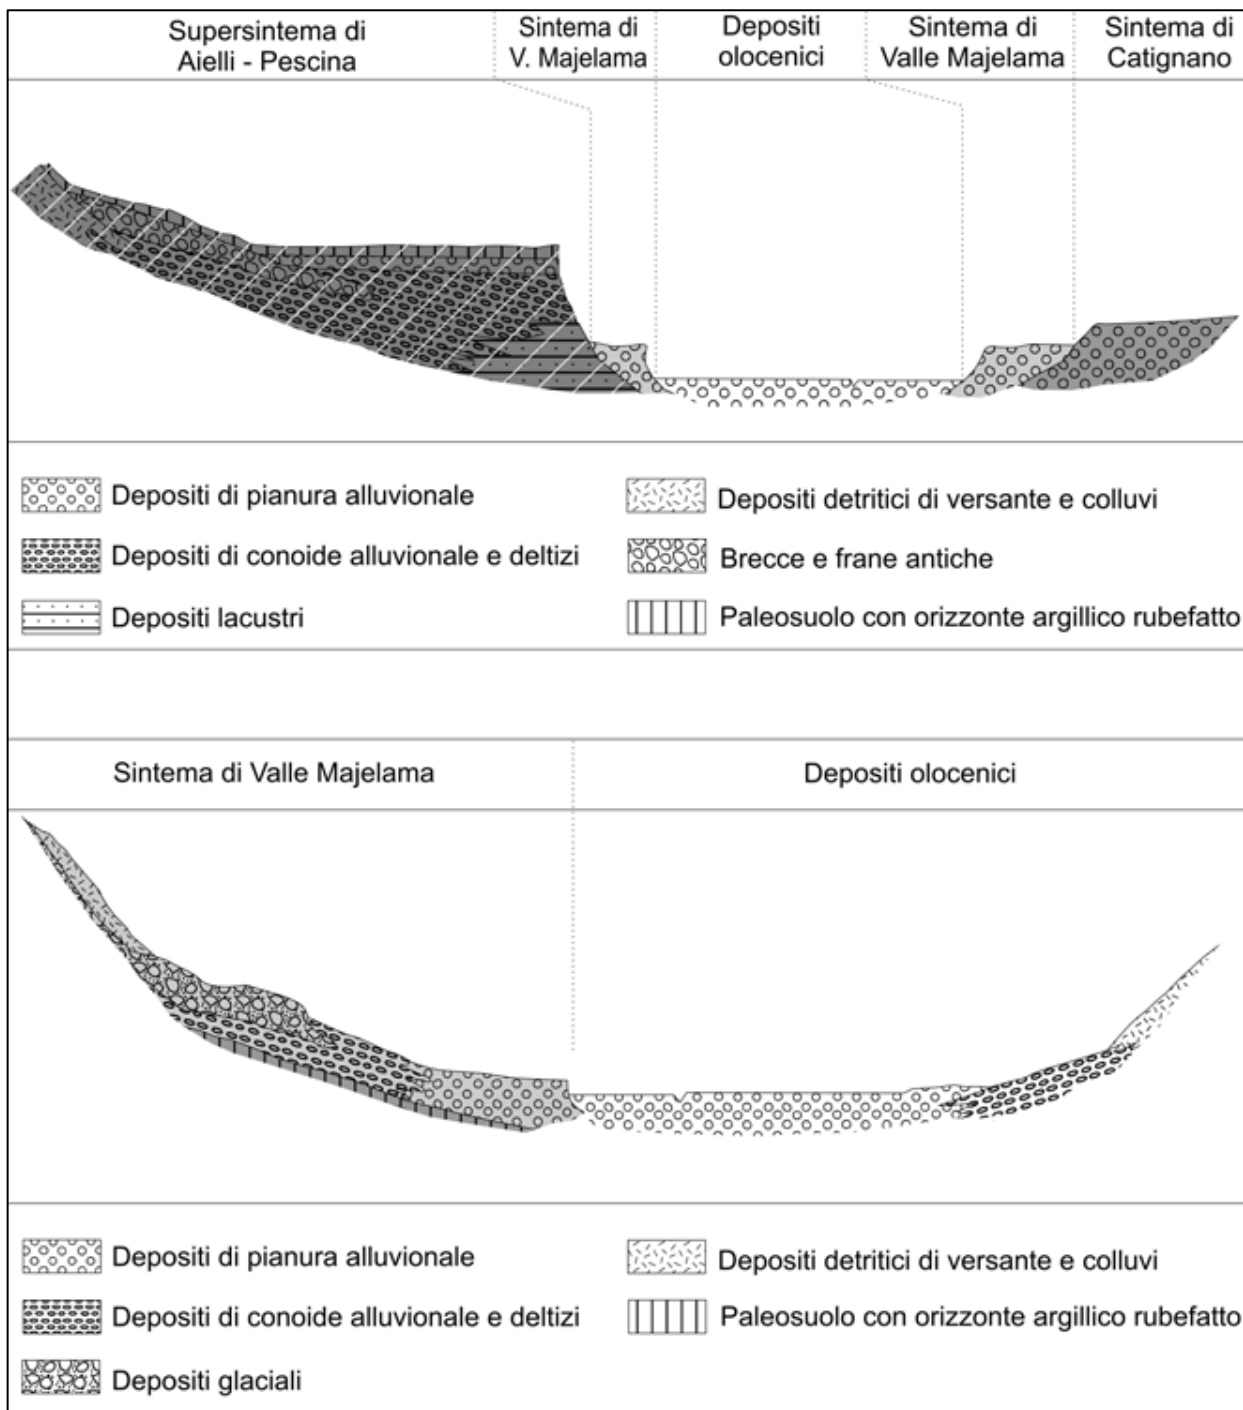 Supersintema di
Aielli - Pescina
Sintema di
V. Majelama
Depositi
olocenici
Sintema di
Valle Majelama
Sintema di
Catignano
Depositi di pianura alluvionale
Depositi detritici di versante e colluvi
Depositi di conoide alluvionale e deltizi
Brecce e frane antiche
Depositi lacustri
Paleosuolo con orizzonte argillico rubefatto
Sintema di Valle Majelama
Depositi olocenici
Depositi di pianura alluvionale
Depositi detritici di versante e colluvi
Depositi di conoide alluvionale e deltizi
Paleosuolo con orizzonte argillico rubefatto
Depositi glaciali